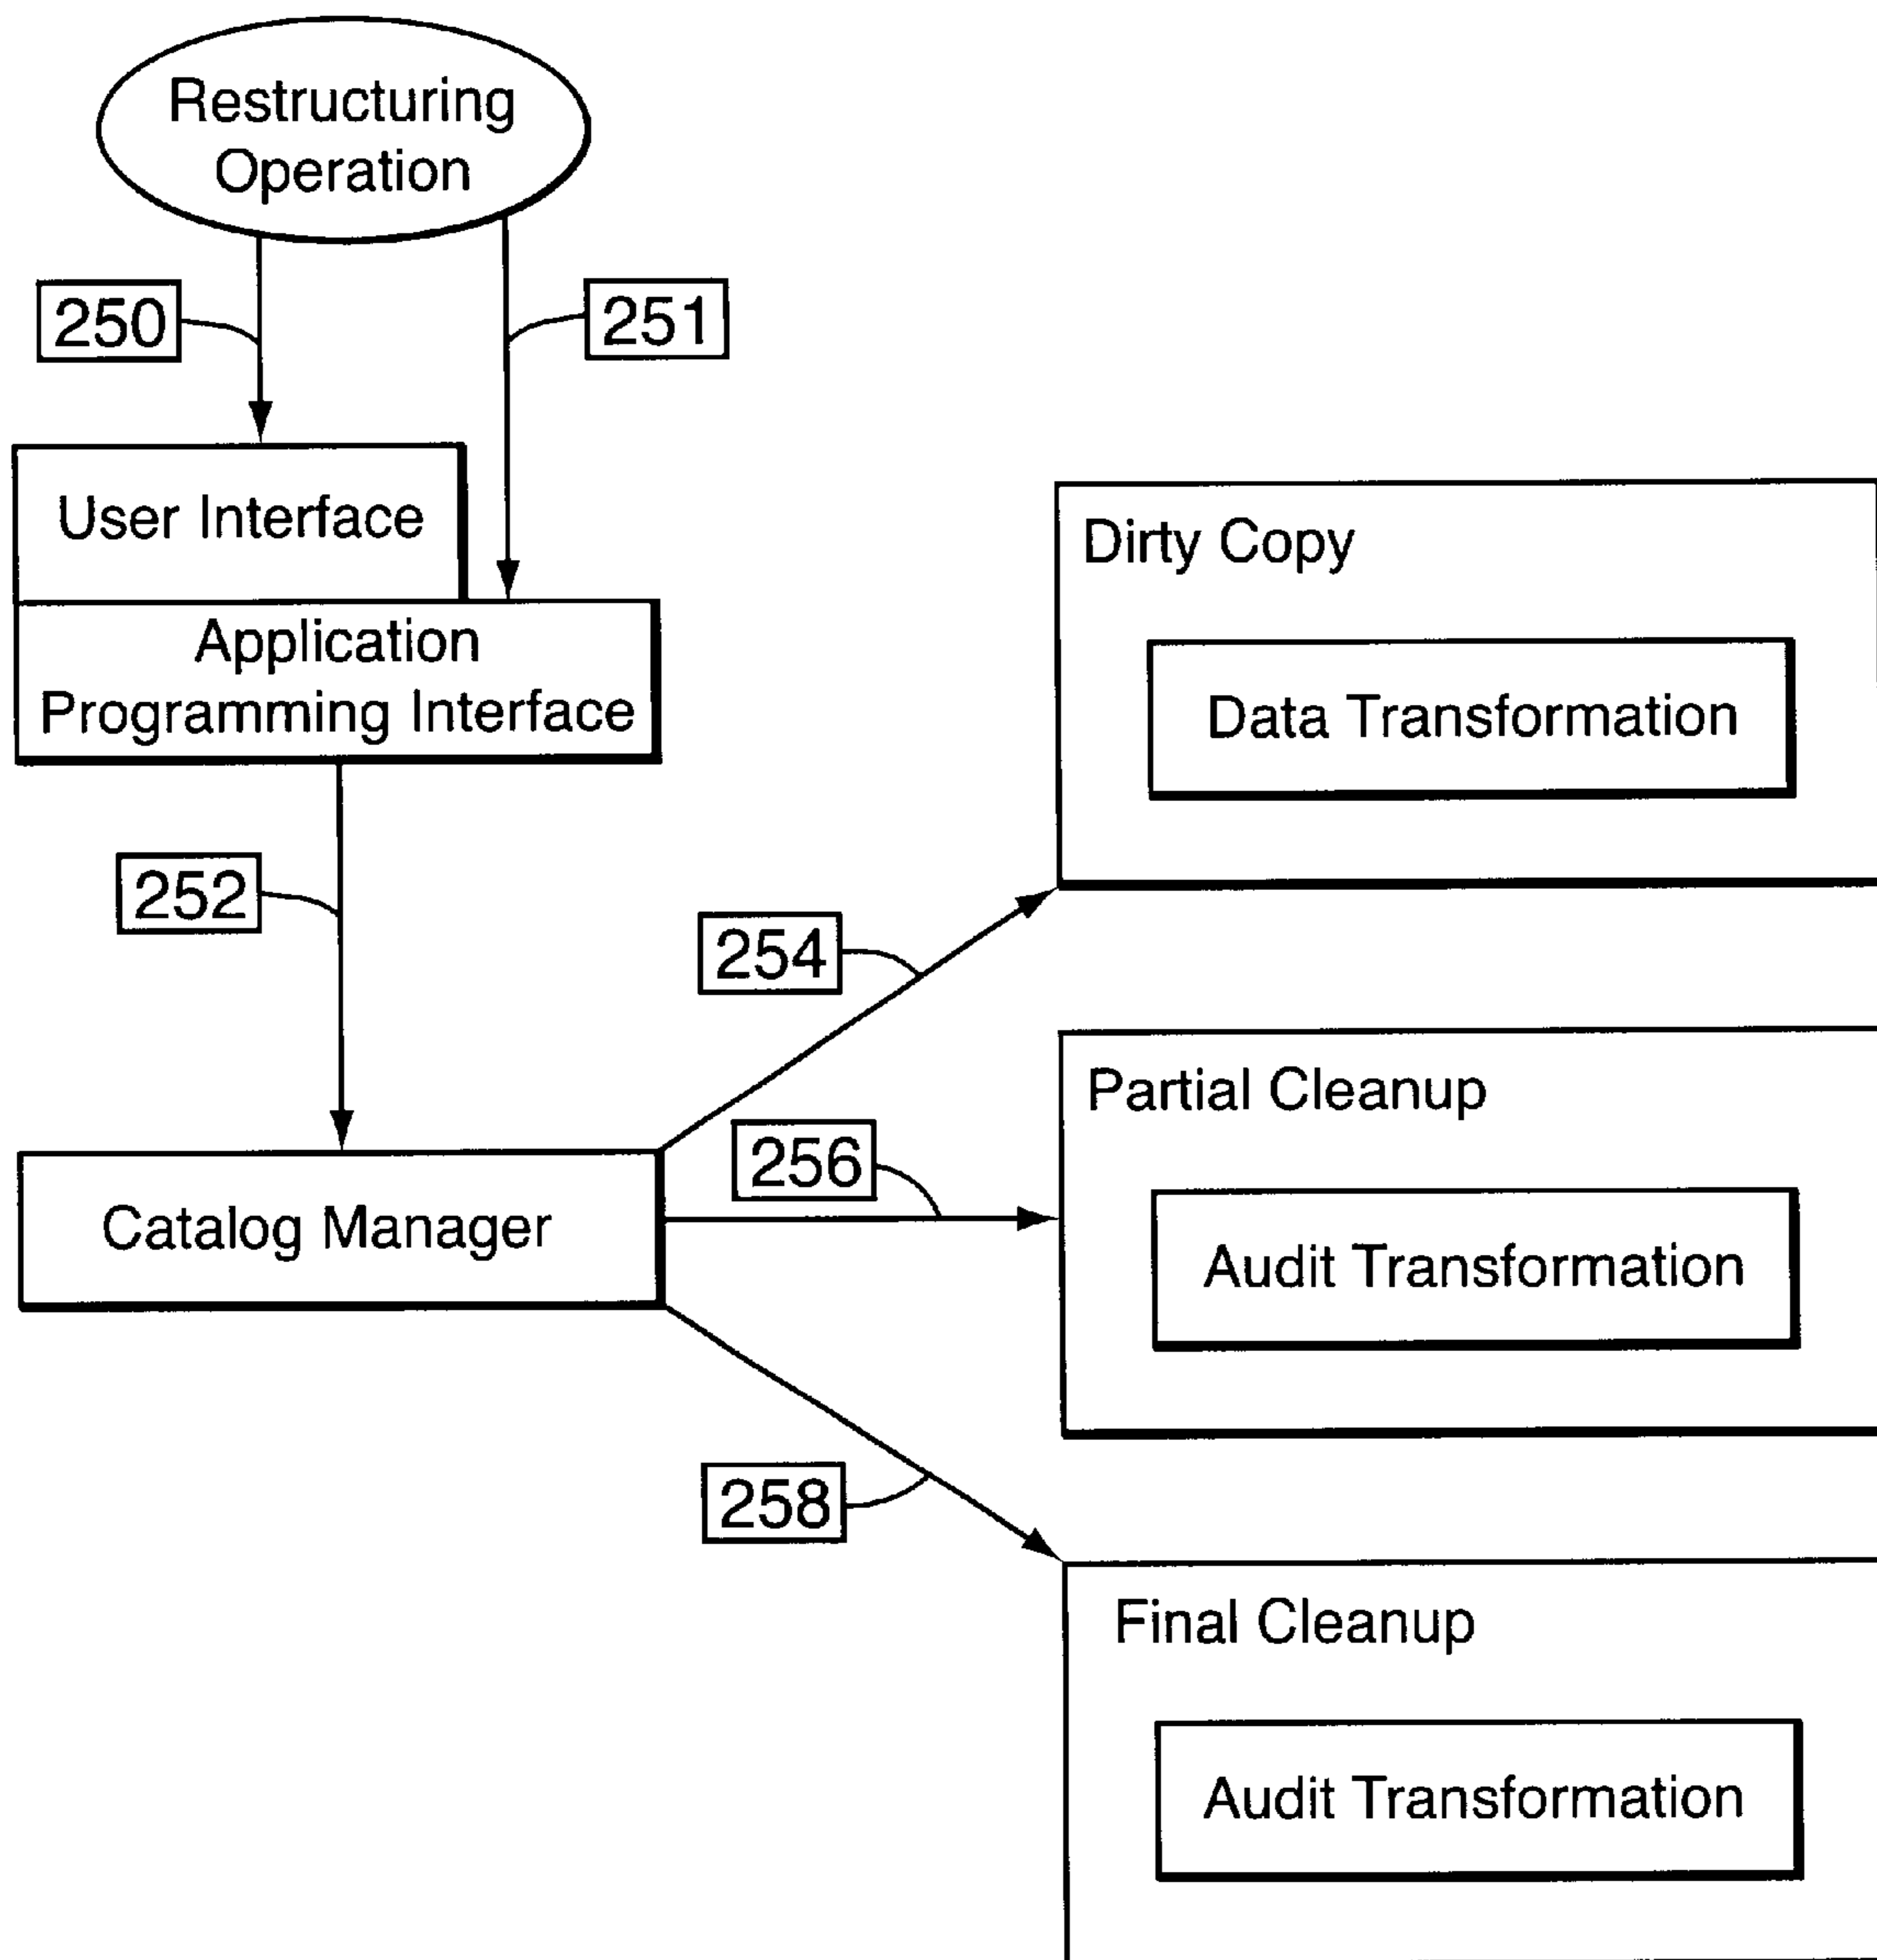 Restructuring
Operation
250
251
User Interface
Dirty Copy
Application
Programming Interface
Data Transformation
252
254
Partial Cleanup
256
Catalog Manager
Audit Transformation
258
Final Cleanup
Audit Transformation